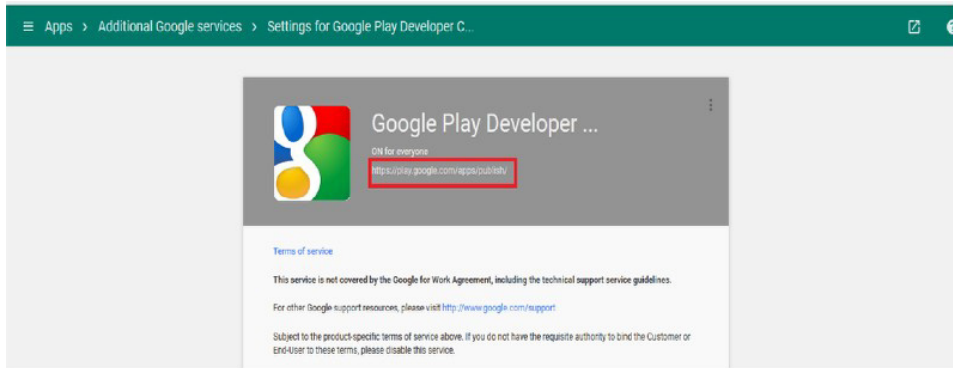 Apps > Additional Google services > Settings for Google Play Developer C...
Google Play Developer ...
ON for everyone
https://play.google.com/apps/publish/
Terms of service
This service is not covered by the Google for Work Agreement, including the technical support service guidelines.
For other Google support resources, please visit http://www.google.com/support
Subject to the product-specific terms of service above. If you do not have the requisite authority to bind the Customer or
End-User to these terms, please disable this service.